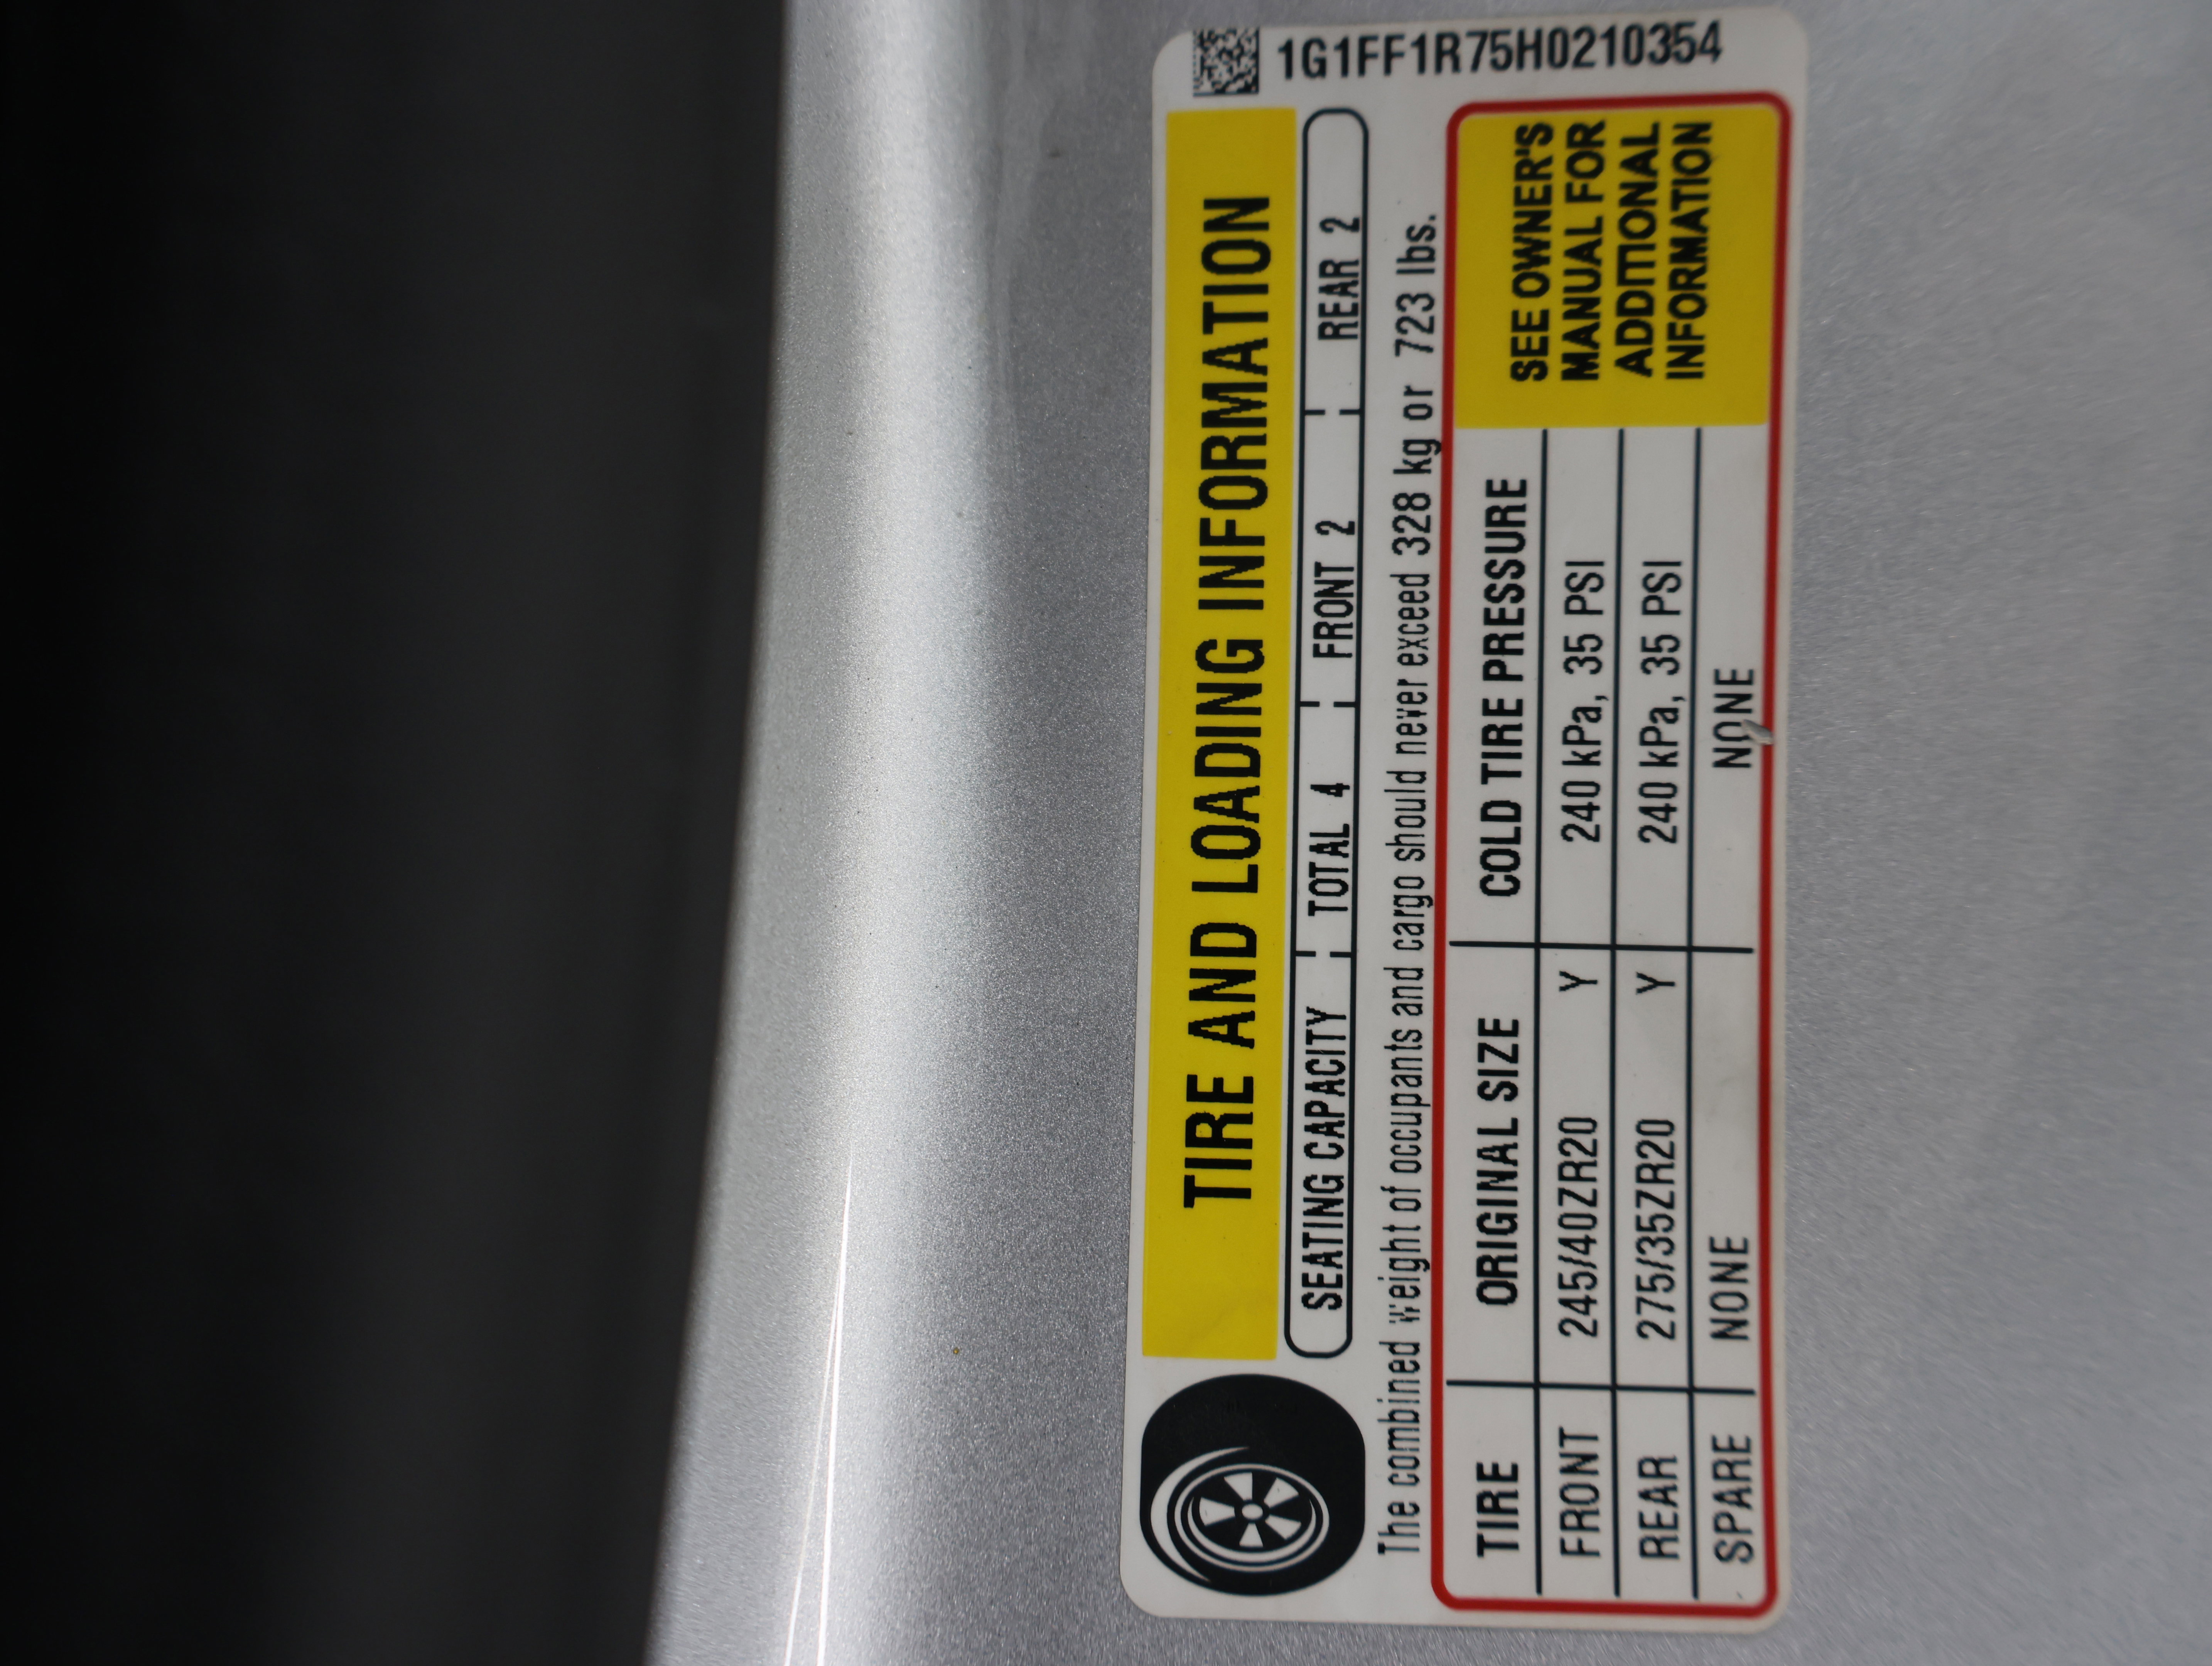 1G1FF1R75H0210354
TIRE AND LOADING INFORMATION
SEATING CAPACITY TOTAL 4 FRONT 2 REAR 2
The combined weight of occupants and cargo should never exceed 328 kg or 723 lbs.
TIRE ORIGINAL SIZE COLD TIRE PRESSURE
FRONT 245/40ZR20 Y 240 kPa, 35 PSI
REAR 275/35ZR20 Y 240 kPa, 35 PSI
SPARE NONE NONE
SEE OWNER'S
MANUAL FOR
ADDITIONAL
INFORMATION